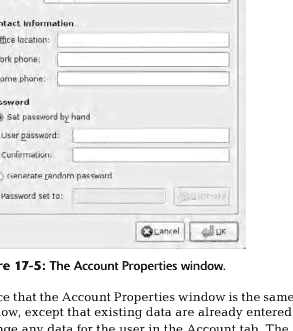 ntact Information
ffice location:
ork phone:
ome phone:
ssword
Set password by hand
User password:
Confirmation:
Generate random password
Password set to:
Generate
Cancel
OK
re 17-5: The Account Properties window.
ce that the Account Properties window is the same
ow, except that existing data are already entered
nge any data for the user in the Account tab. The